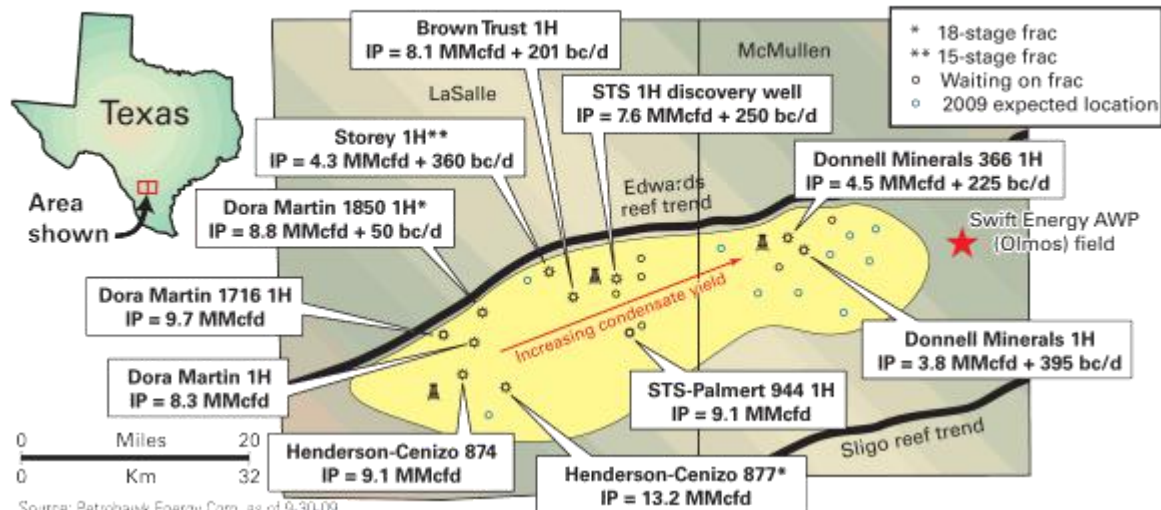 Texas
Area
shown
Brown Trust 1H
IP = 8.1 MMcfd + 201 bc/d
McMullen
* 18-stage frac
** 15-stage frac
Waiting on frac
2009 expected location
LaSalle
STS 1H discovery well
IP = 7.6 MMcfd + 250 bc/d
Storey 1H**
IP = 4.3 MMcfd + 360 bc/d
Donnell Minerals 366 1H
IP = 4.5 MMcfd + 225 bc/d
Edwards
reef trend
Dora Martin 1850 1H*
IP = 8.8 MMcfd + 50 bc/d
Swift Energy AWP
(Olmos) field
Dora Martin 1716 1H
IP = 9.7 MMcfd
Increasing condensate yield
Donnell Minerals 1H
IP = 3.8 MMcfd + 395 bc/d
Dora Martin 1H
IP = 8.3 MMcfd
STS-Palmert 944 1H
IP = 9.1 MMcfd
0 Miles 20
0 Km 32
Henderson-Cenizo 874
IP = 9.1 MMcfd
Sligo reef trend
Henderson-Cenizo 877*
IP = 13.2 MMcfd
Source: Petrohawk Energy Corp. as of 9-30-09